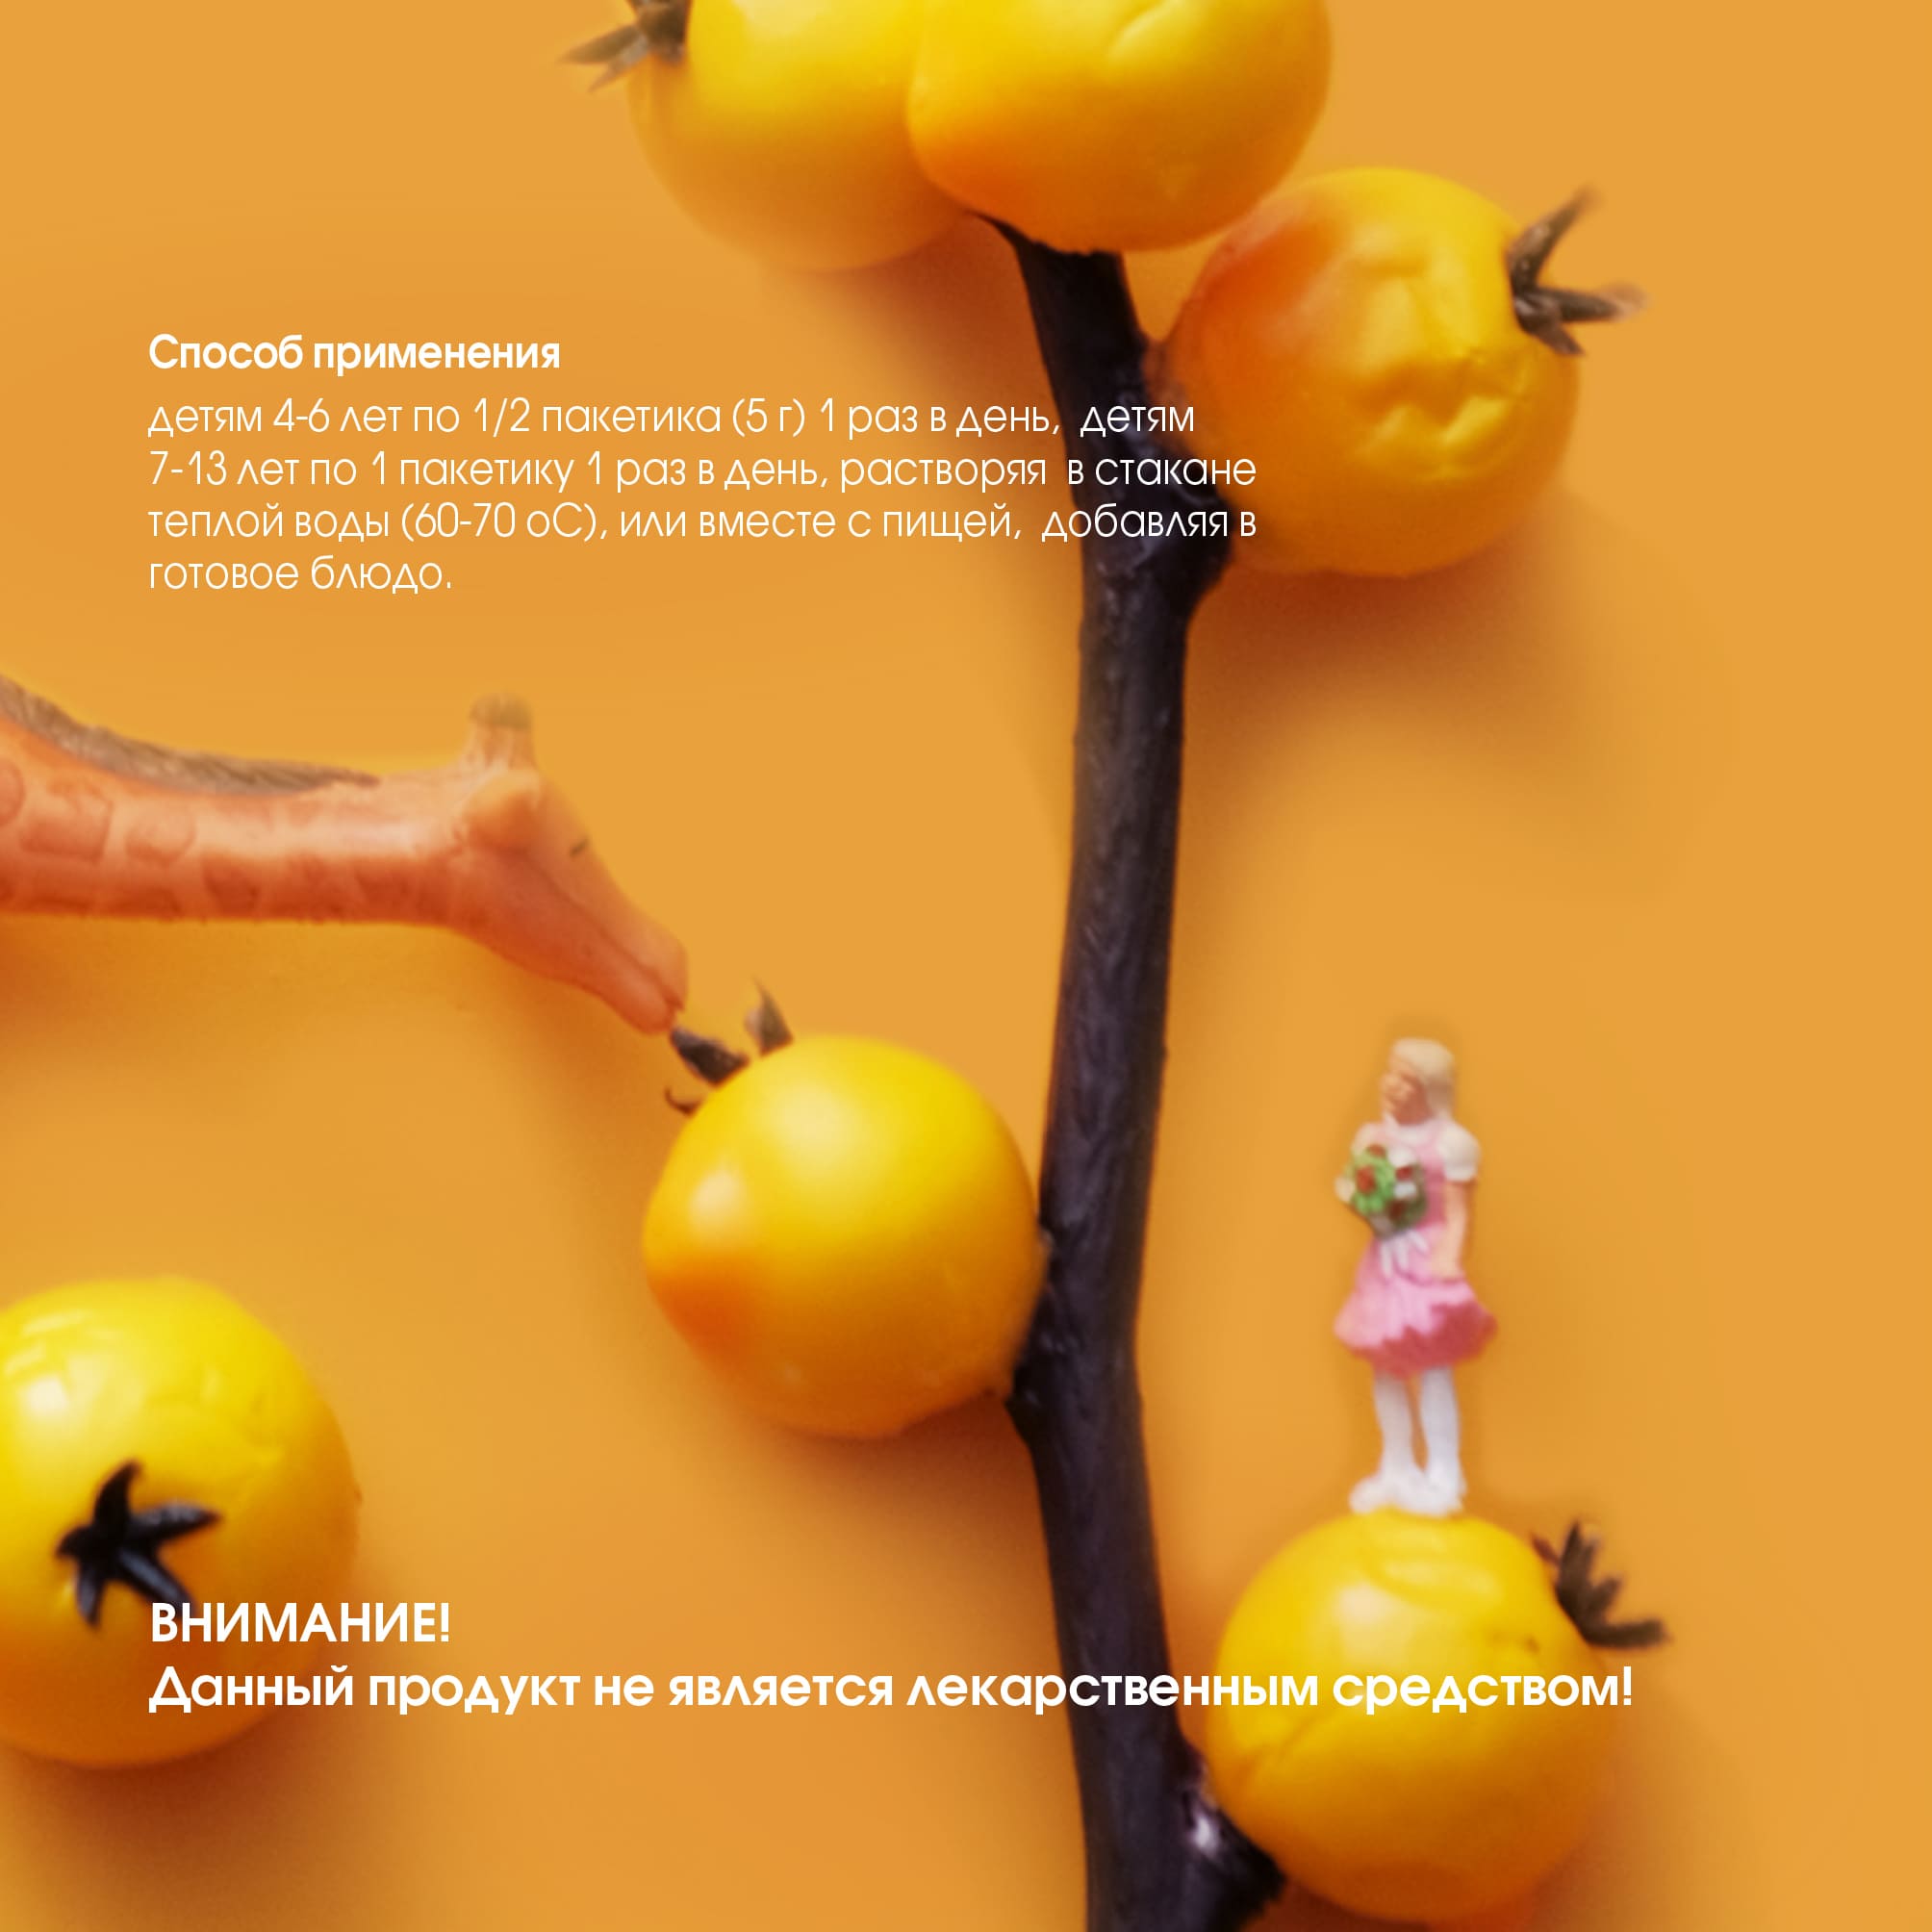 Способ применения
детям 4-6 лет по 1/2 пакетика (5 г) 1 раз в день, детям
7-13 лет по 1 пакетику 1 раз в день, растворяя в стакане
теплой воды (60-70 оС), или вместе с пищей, добавляя в
готовое блюдо.
ВНИМАНИЕ!
Данный продукт не является лекарственным средством!